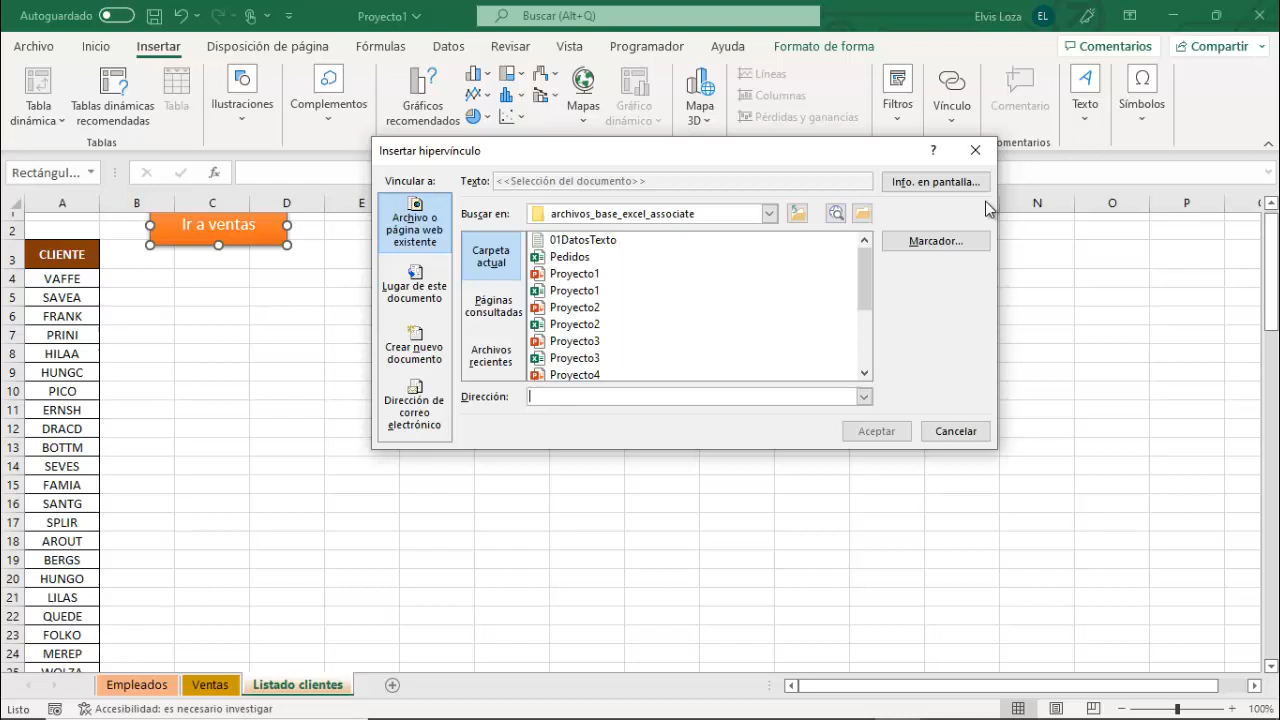 Autoguardado
Proyecto1
Buscar (Alt+Q)
Elvis Loza
EL
Archivo
Inicio
Insertar
Disposición de página
Fórmulas
Datos
Revisar
Vista
Programador
Ayuda
Formato de forma
Comentarios
Compartir
Tabla
dinámica
Tablas dinámicas
recomendadas
Tabla
Ilustraciones
Complementos
Gráficos
recomendados
Mapas
Gráfico
dinámico
Mapa
3D
Líneas
Columnas
Pérdidas y ganancias
Filtros
Vínculo
Comentario
Texto
Símbolos
Tablas
omentarios
Rectángul...
fx
Insertar hipervínculo
?
Vincular a:
Texto:
<<Selección del documento>>
Info. en pantalla...
Archivo o
página web
existente
Lugar de este
documento
Crear nuevo
documento
Dirección de
correo
electrónico
Buscar en:
archivos_base_excel_associate
Marcador...
Carpeta
actual
Páginas
consultadas
Archivos
recientes
01DatosTexto
Pedidos
Proyecto1
Proyecto1
Proyecto2
Proyecto2
Proyecto3
Proyecto3
Proyecto4
Dirección:
Aceptar
Cancelar
A B C D E N O P
2 Ir a ventas
3 CLIENTE
4 VAFFE
5 SAVEA
6 FRANK
7 PRINI
8 HILAA
9 HUNGC
10 PICO
11 ERNSH
12 DRACD
13 BOTTM
14 SEVES
15 FAMIA
16 SANTG
17 SPLIR
18 AROUT
19 BERGS
20 HUNGO
21 LILAS
22 QUEDE
23 FOLKO
24 MEREP
25 WOLZA
Empleados
Ventas
Listado clientes
Listo
Accesibilidad: es necesario investigar
100%